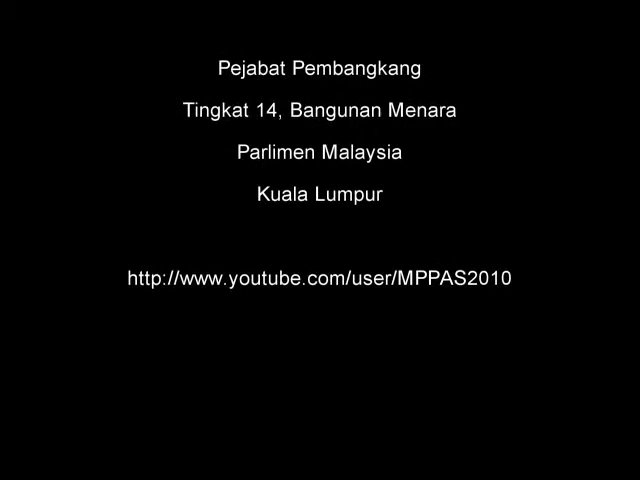 Pejabat Pembangkang
Tingkat 14, Bangunan Menara
Parlimen Malaysia
Kuala Lumpur
http://www.youtube.com/user/MPPAS2010